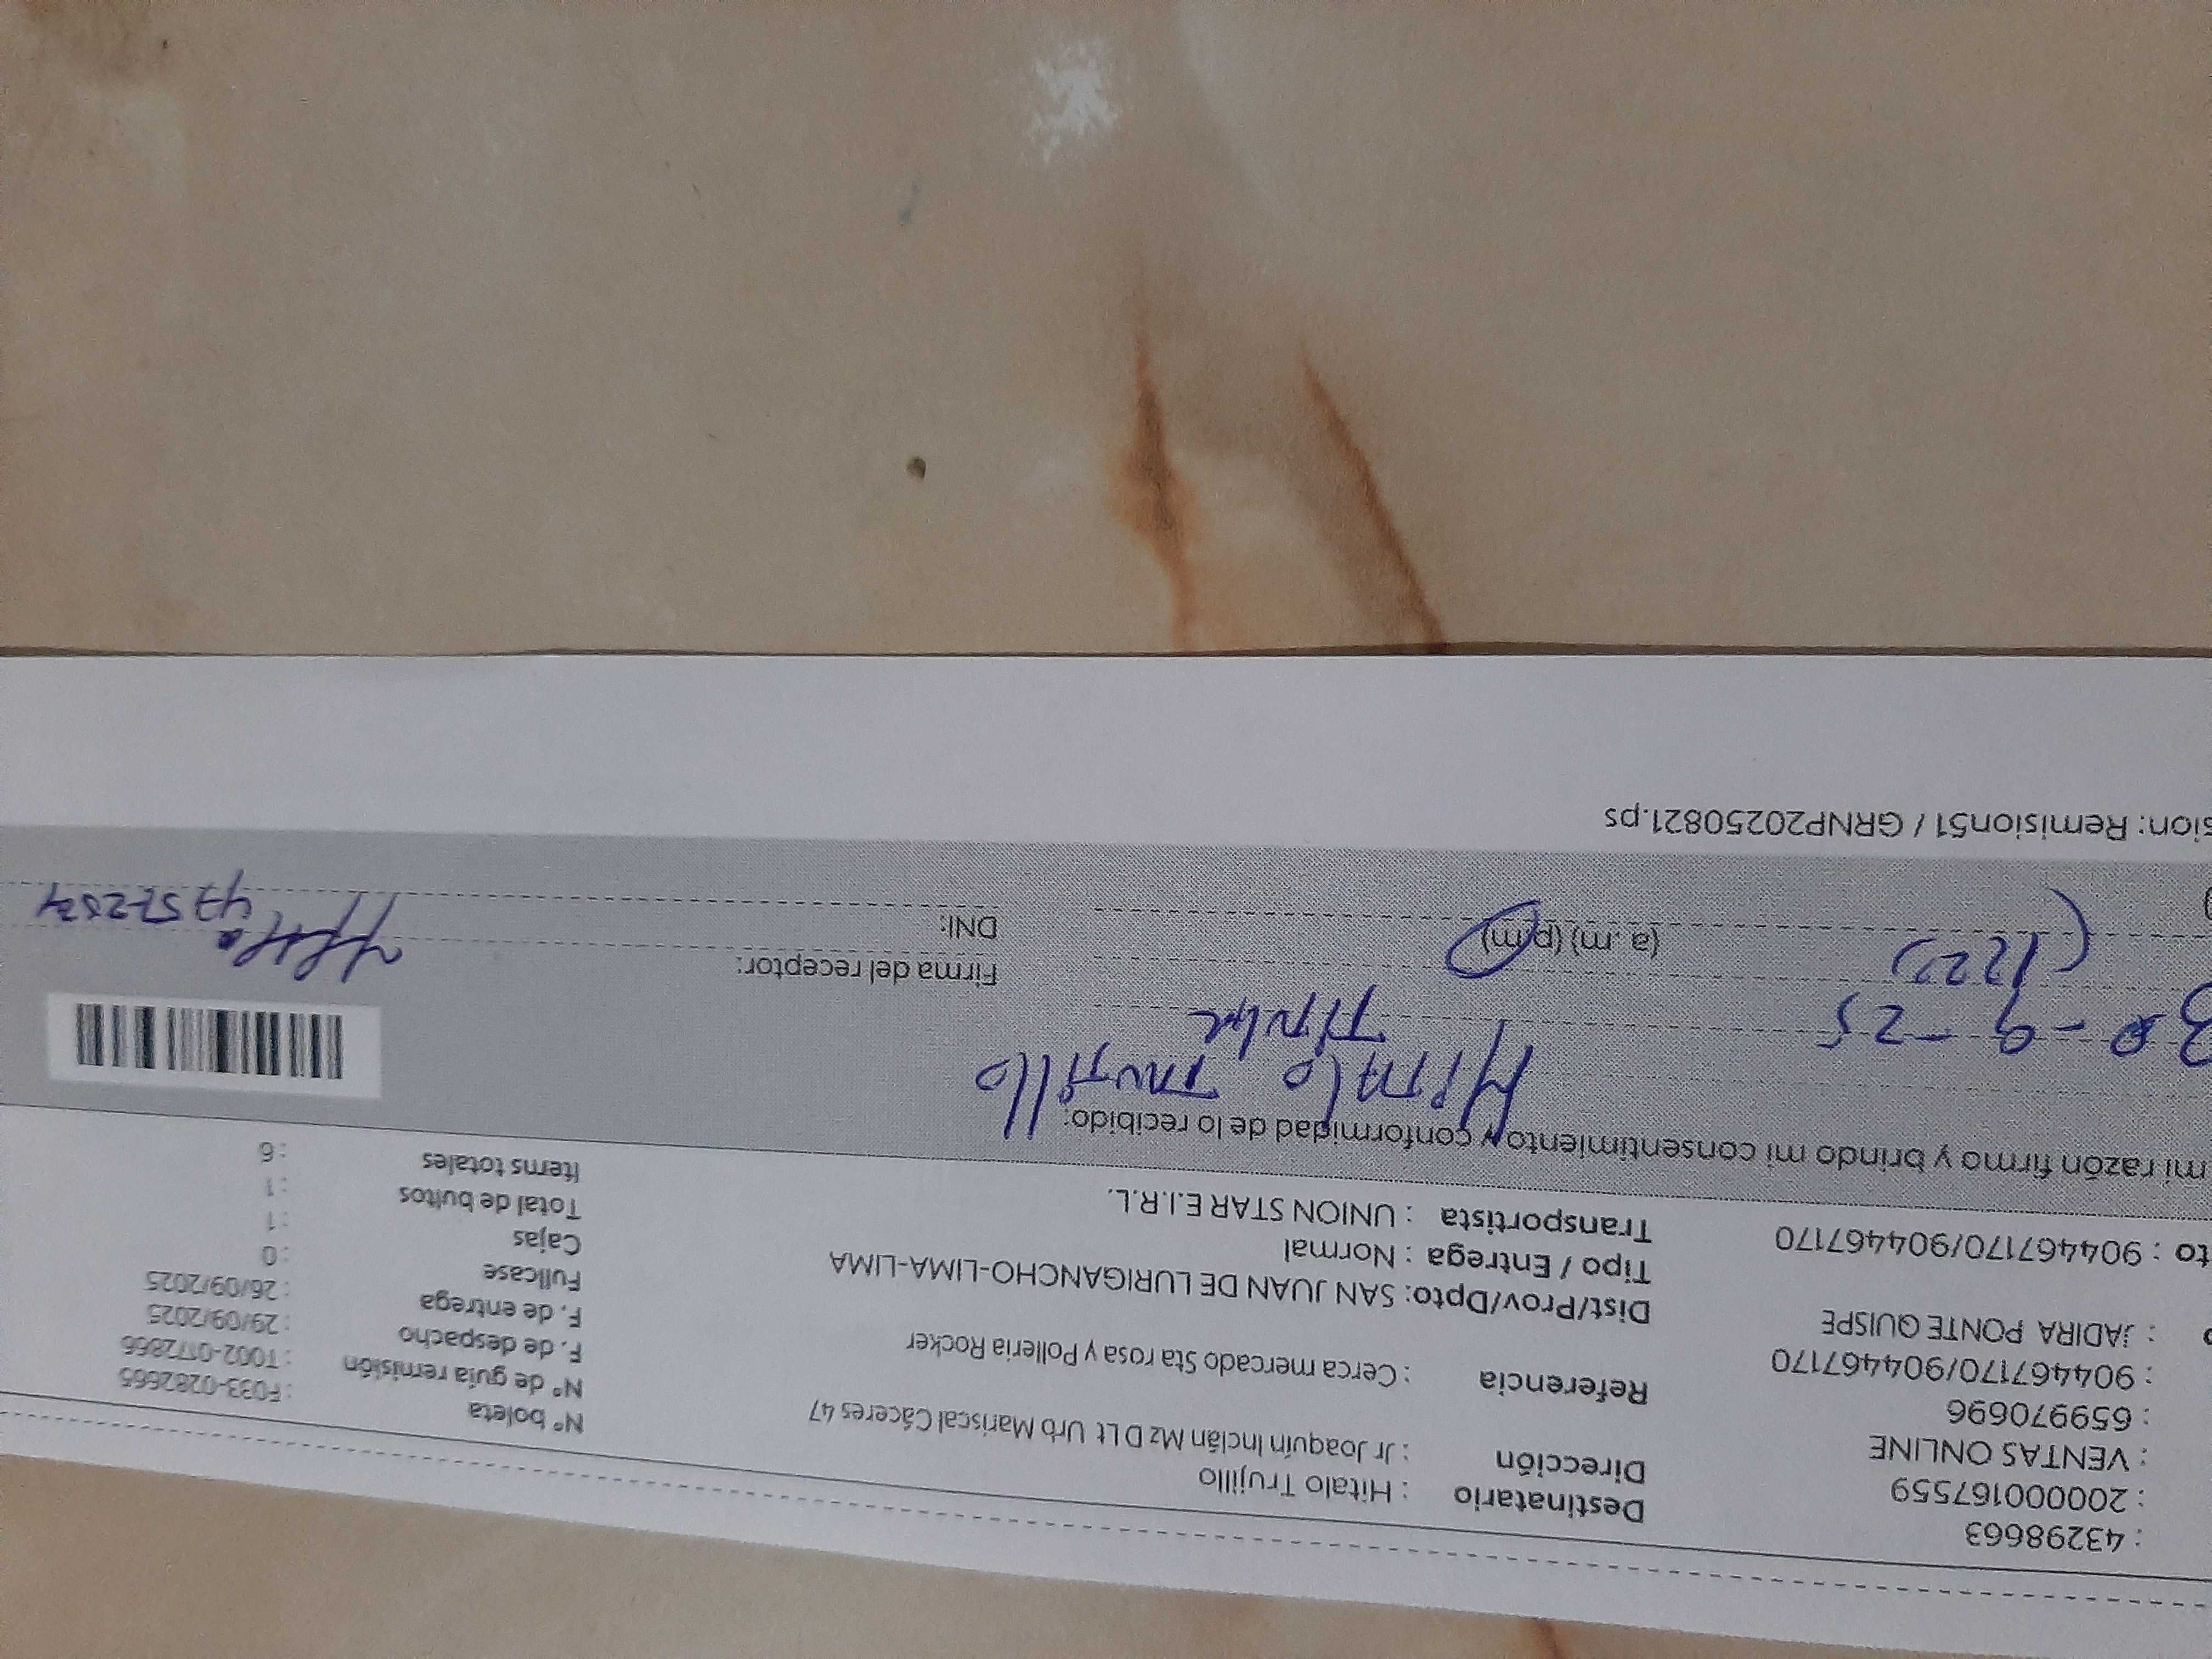 : 43298663
: 20000167559
: VENTAS ONLINE
: 659970696
: 904467170/904467170
: JADIRA PONTE QUISPE
to : 904467170/904467170
Destinatario : Hitalo Trujillo
Dirección : Jr Joaquín Inclán Mz D Lt Urb Mariscal Cáceres 47
Referencia : Cerca mercado Sta rosa y Polleria Rocker
Dist/Prov/Dpto: SAN JUAN DE LURIGANCHO-LIMA-LIMA
Tipo / Entrega : Normal
Transportista : UNION STAR E.I.R.L.
N° boleta : F033-0282665
N° de guía remisión : T002-0172866
F. de despacho : 29/09/2025
F. de entrega : 26/09/2025
Fullcase : 0
Cajas : 1
Total de bultos : 1
Items totales : 6
mi razón firmo y brindo mi consentimiento y conformidad de lo recibido:
Hitalo Trujillo
30-9-25
Firma del receptor:
(a.m) (p.m)
DNI:
sion: Remision51 / GRNP20250821.ps